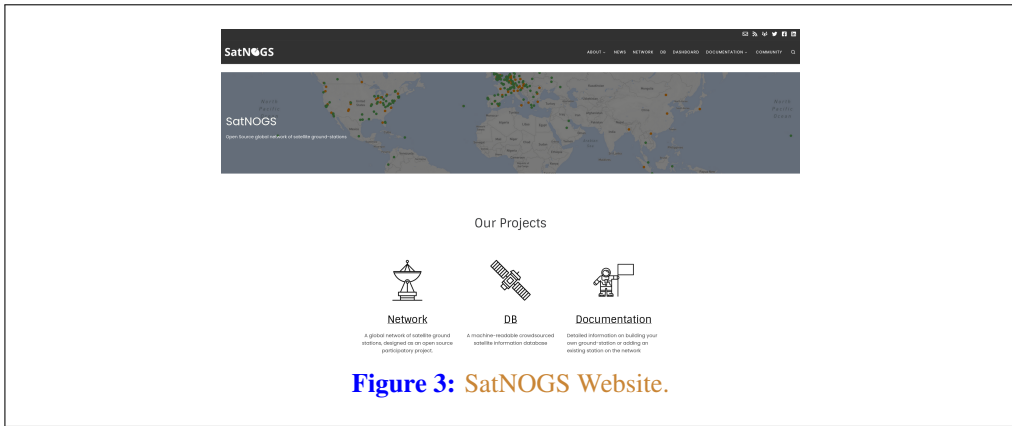 SatNOGS
ABOUT NEWS NETWORK DB DASHBOARD DOCUMENTATION COMMUNITY
North Pacific Ocean
SatNOGS
Open Source global network of satellite ground-stations
Our Projects
Network
A global network of satellite ground
stations, designed as an open source
participatory project.
DB
A machine-readable crowdsourced
satellite information database
Documentation
Detailed information on building your
own ground-station or adding an
existing station on the network
Figure 3: SatNOGS Website.